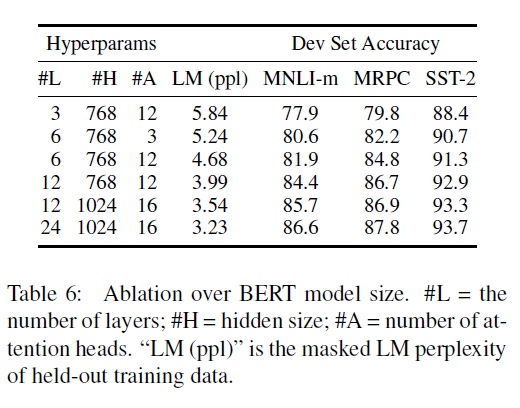 Hyperparams Dev Set Accuracy
#L #H #A LM (ppl) MNLI-m MRPC SST-2
3 768 12 5.84 77.9 79.8 88.4
6 768 3 5.24 80.6 82.2 90.7
6 768 12 4.68 81.9 84.8 91.3
12 768 12 3.99 84.4 86.7 92.9
12 1024 16 3.54 85.7 86.9 93.3
24 1024 16 3.23 86.6 87.8 93.7
Table 6: Ablation over BERT model size. #L = the
number of layers; #H = hidden size; #A = number of at-
tention heads. “LM (ppl)” is the masked LM perplexity
of held-out training data.